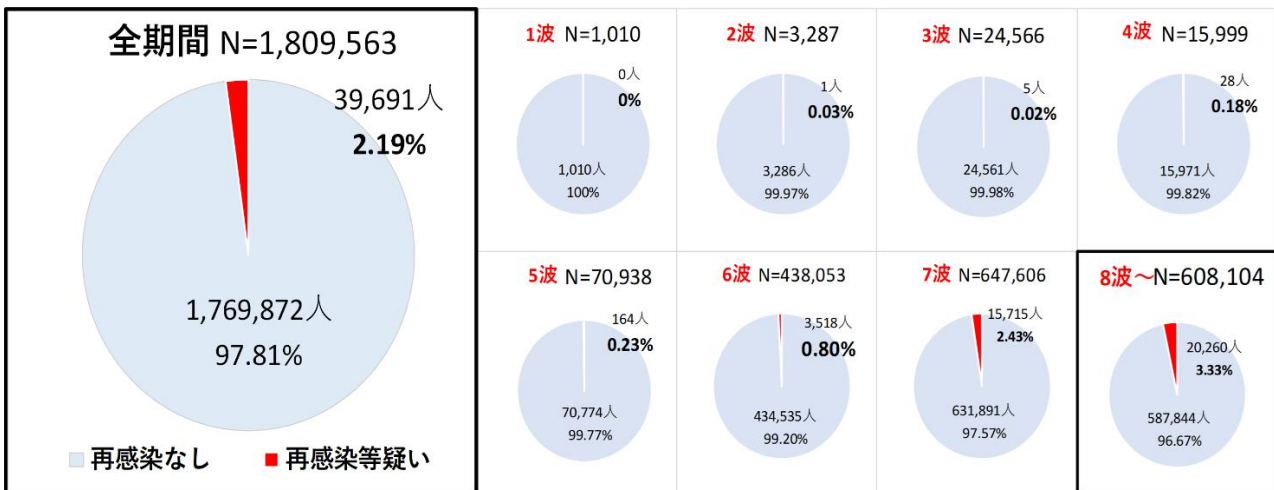 全期間 N=1,809,563
39,691人
2.19%
1,769,872人
97.81%
再感染なし 再感染等疑い
1波 N=1,010
0人
0%
1,010人
100%
2波 N=3,287
1人
0.03%
3,286人
99.97%
3波 N=24,566
5人
0.02%
24,561人
99.98%
4波 N=15,999
28人
0.18%
15,971人
99.82%
5波 N=70,938
164人
0.23%
70,774人
99.77%
6波 N=438,053
3,518人
0.80%
434,535人
99.20%
7波 N=647,606
15,715人
2.43%
631,891人
97.57%
8波～N=608,104
20,260人
3.33%
587,844人
96.67%